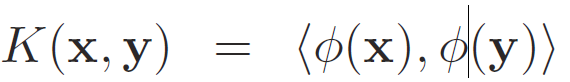 K(𝐱, 𝐲) = ⟨ϕ(𝐱), ϕ(𝐲)⟩